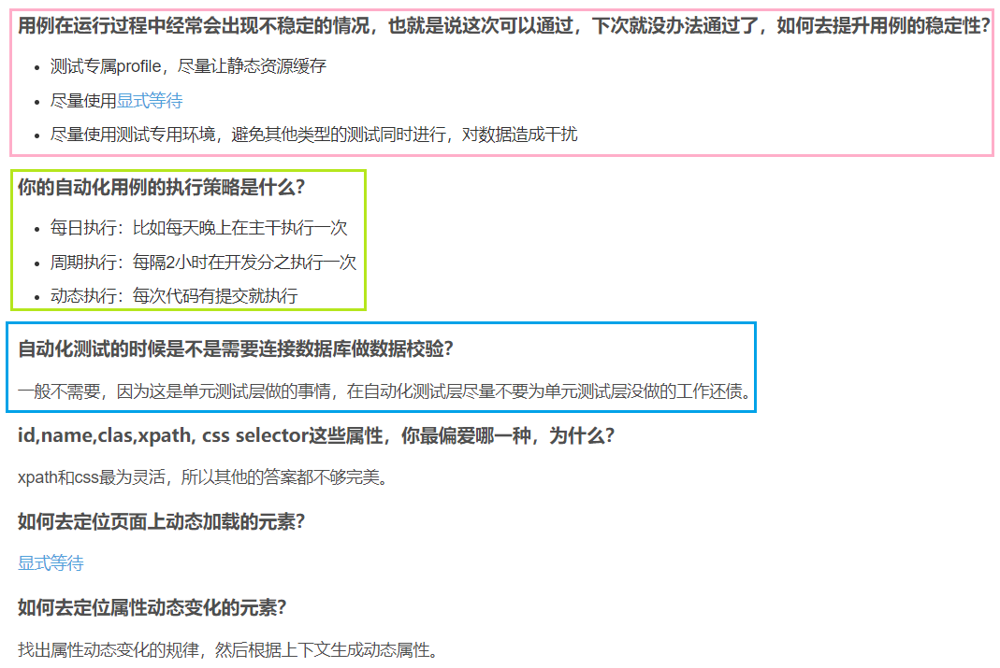 用例在运行过程中经常会出现不稳定的情况，也就是说这次可以通过，下次就没办法通过了，如何去提升用例的稳定性？
• 测试专属profile，尽量让静态资源缓存
• 尽量使用显式等待
• 尽量使用测试专用环境，避免其他类型的测试同时进行，对数据造成干扰
你的自动化用例的执行策略是什么？
• 每日执行：比如每天晚上在主干执行一次
• 周期执行：每隔2小时在开发分之执行一次
• 动态执行：每次代码有提交就执行
自动化测试的时候是不是需要连接数据库做数据校验？
一般不需要，因为这是单元测试层做的事情，在自动化测试层尽量不要为单元测试层没做的工作还债。
id,name,clas,xpath, css selector这些属性，你最偏爱哪一种，为什么？
xpath和css最为灵活，所以其他的答案都不够完美。
如何去定位页面上动态加载的元素？
显式等待
如何去定位属性动态变化的元素？
找出属性动态变化的规律，然后根据上下文生成动态属性。